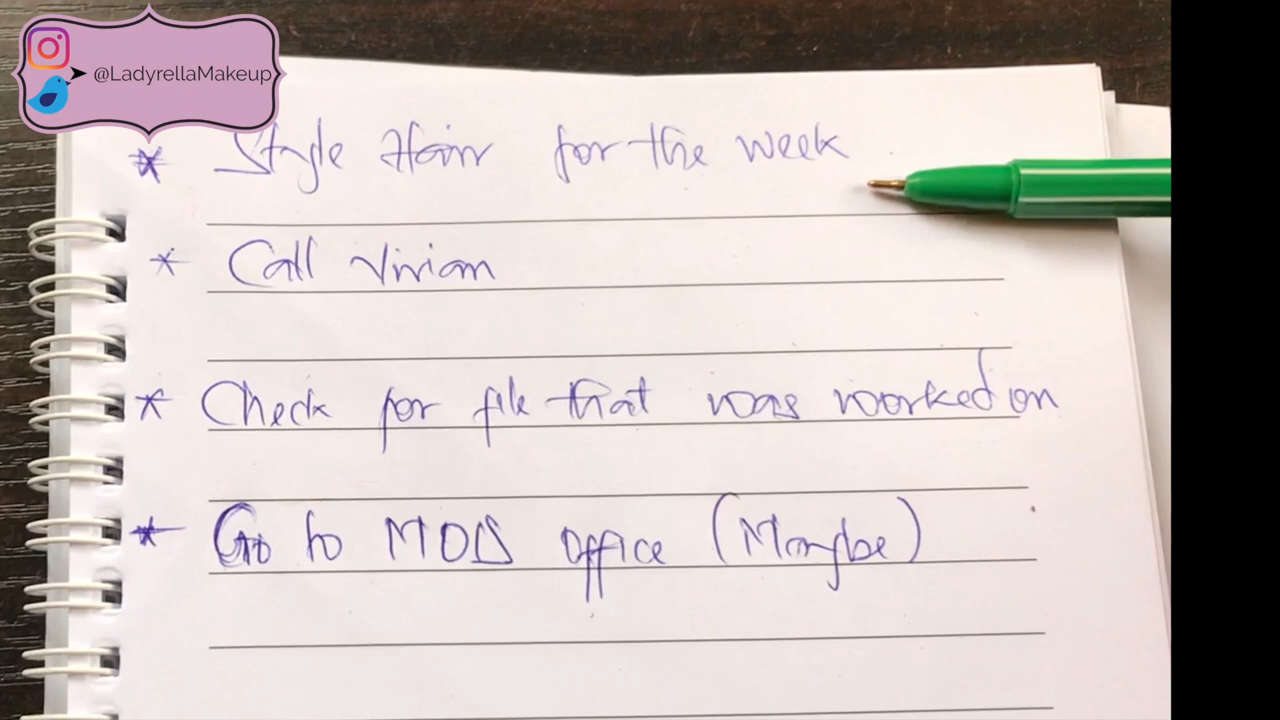 @LadyrellaMakeup
* Style Hair for the week
* Call Vivian
* Check for file that was worked on
* Go to MOD office (Maybe)